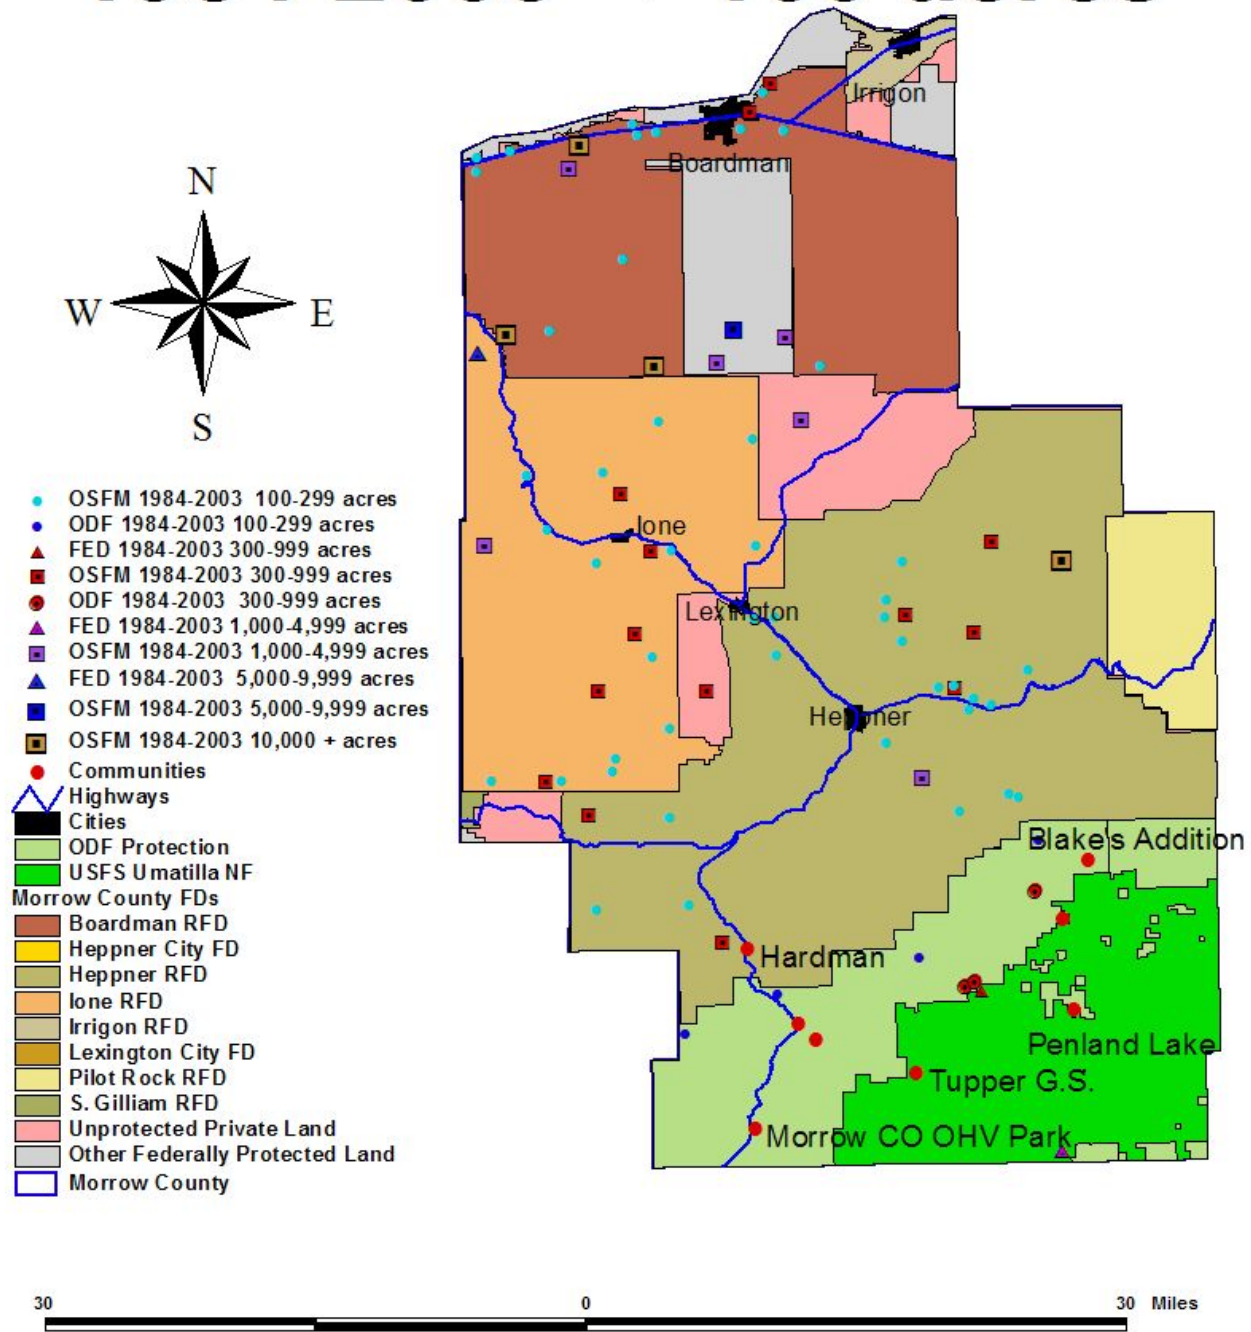 Irrigon
Boardman
N
W
E
S
OSFM 1984-2003 100-299 acres
ODF 1984-2003 100-299 acres
FED 1984-2003 300-999 acres
OSFM 1984-2003 300-999 acres
ODF 1984-2003 300-999 acres
FED 1984-2003 1,000-4,999 acres
OSFM 1984-2003 1,000-4,999 acres
FED 1984-2003 5,000-9,999 acres
OSFM 1984-2003 5,000-9,999 acres
OSFM 1984-2003 10,000 + acres
Communities
Highways
Cities
ODF Protection
USFS Umatilla NF
Morrow County FDs
Boardman RFD
Heppner City FD
Heppner RFD
Ione RFD
Irrigon RFD
Lexington City FD
Pilot Rock RFD
S. Gilliam RFD
Unprotected Private Land
Other Federally Protected Land
Morrow County
Ione
Lexington
Heppner
Blake's Addition
Hardman
Penland Lake
Tupper G.S.
Morrow CO OHV Park
30 0 30 Miles